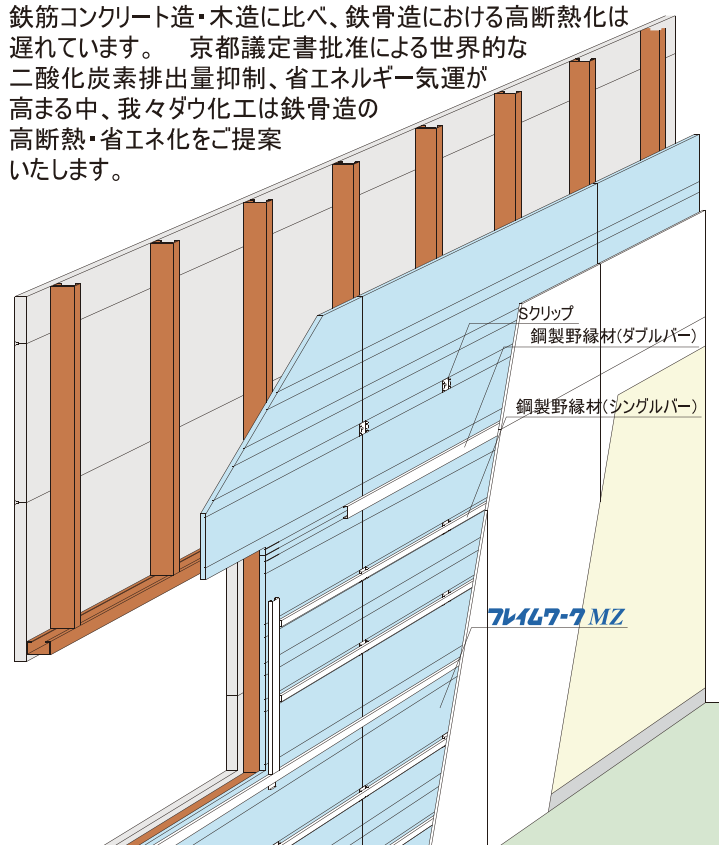 鉄筋コンクリート造・木造に比べ、鉄骨造における高断熱化は
遅れています。　京都議定書批准による世界的な
二酸化炭素排出量抑制、省エネルギー気運が
高まる中、我々ダウ化工は鉄骨造の
高断熱・省エネ化をご提案
いたします。
Sクリップ
鋼製野縁材(ダブルバー)
鋼製野縁材(シングルバー)
フレイムワーク MZ